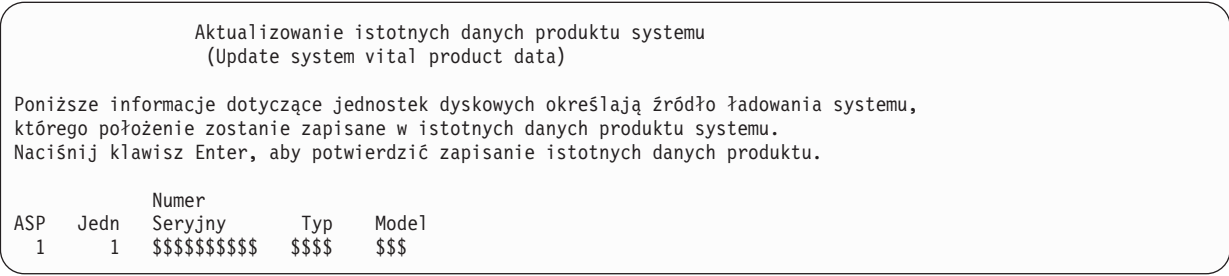 Aktualizowanie istotnych danych produktu systemu
(Update system vital product data)
Poniższe informacje dotyczące jednostek dyskowych określają źródło ładowania systemu,
którego położenie zostanie zapisane w istotnych danych produktu systemu.
Naciśnij klawisz Enter, aby potwierdzić zapisanie istotnych danych produktu.
Numer
ASP Jedn Seryjny Typ Model
1 1 $$$$$$$$$$ $$$$ $$$